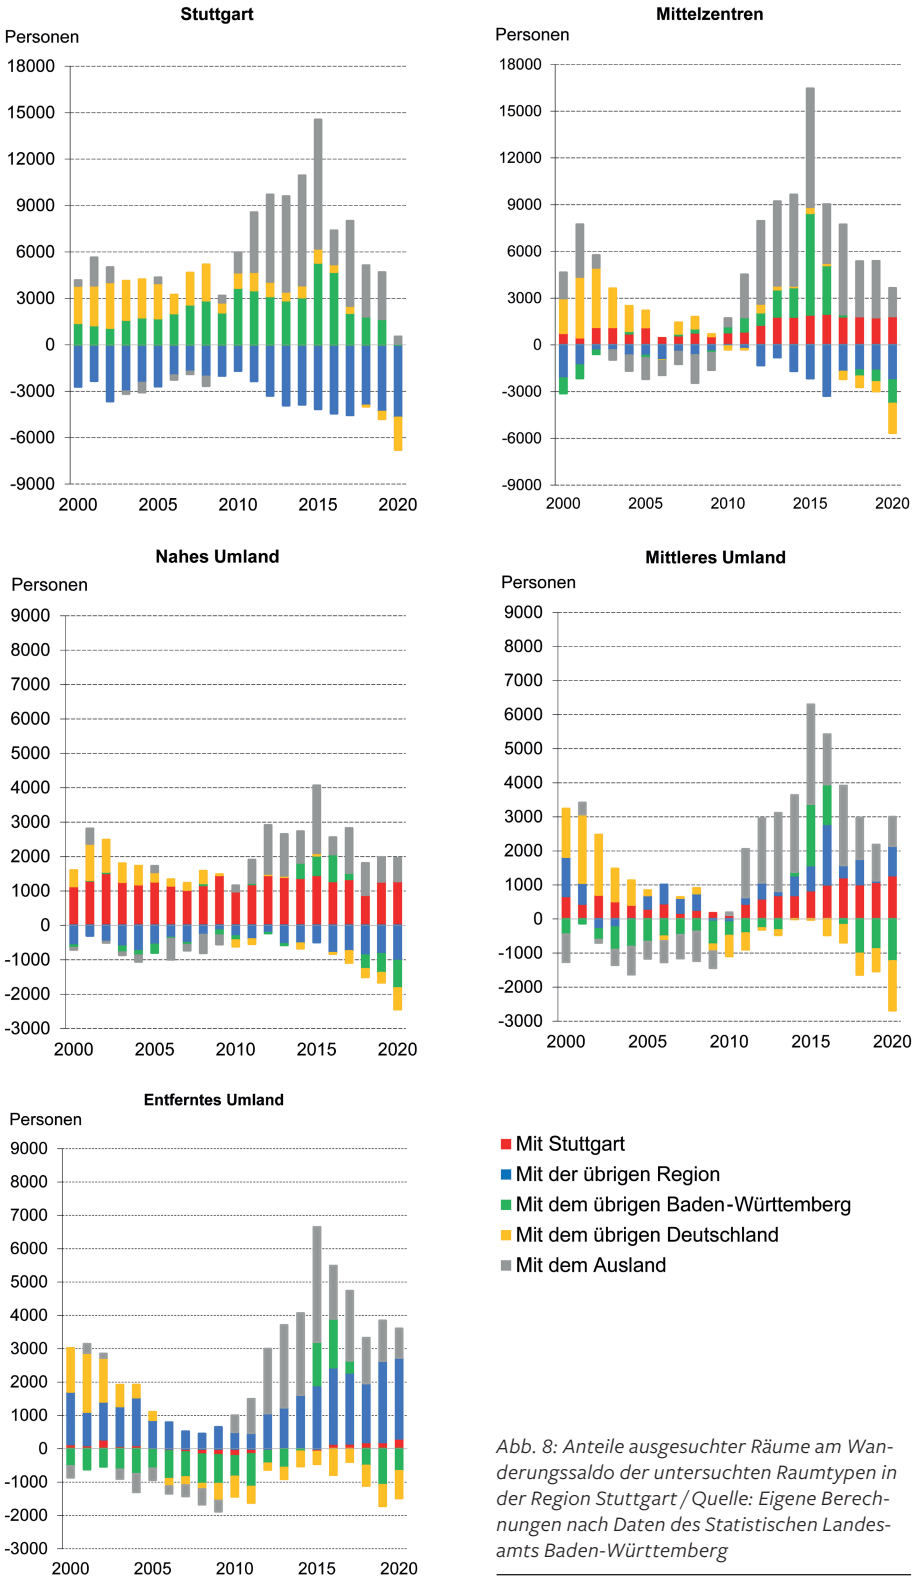 Stuttgart
Personen
18000
15000
12000
9000
6000
3000
0
-3000
-6000
-9000
2000 2005 2010 2015 2020
Mittelzentren
Personen
18000
15000
12000
9000
6000
3000
0
-3000
-6000
-9000
2000 2005 2010 2015 2020
Nahes Umland
Personen
9000
8000
7000
6000
5000
4000
3000
2000
1000
0
-1000
-2000
-3000
2000 2005 2010 2015 2020
Mittleres Umland
Personen
9000
8000
7000
6000
5000
4000
3000
2000
1000
0
-1000
-2000
-3000
2000 2005 2010 2015 2020
Entferntes Umland
Personen
9000
8000
7000
6000
5000
4000
3000
2000
1000
0
-1000
-2000
-3000
2000 2005 2010 2015 2020
Mit Stuttgart
Mit der übrigen Region
Mit dem übrigen Baden-Württemberg
Mit dem übrigen Deutschland
Mit dem Ausland
Abb. 8: Anteile ausgesuchter Räume am Wan-
derungssaldo der untersuchten Raumtypen in
der Region Stuttgart / Quelle: Eigene Berech-
nungen nach Daten des Statistischen Landes-
amts Baden-Württemberg